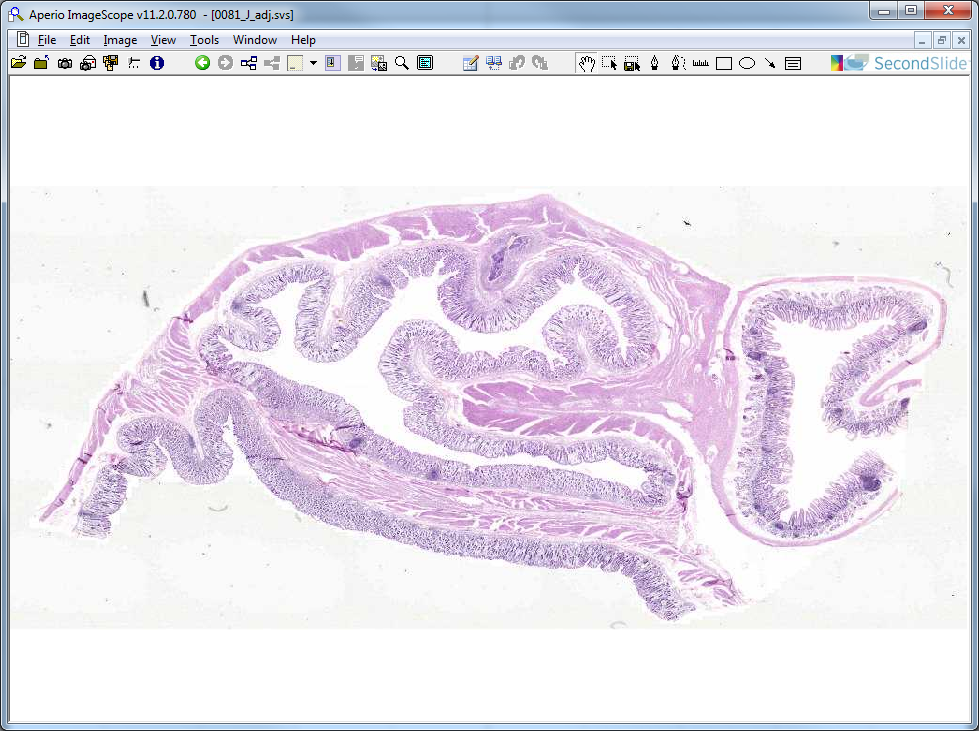 Aperio ImageScope v11.2.0.780 - [0081_J_adj.svs]
File Edit Image View Tools Window Help
SecondSlide